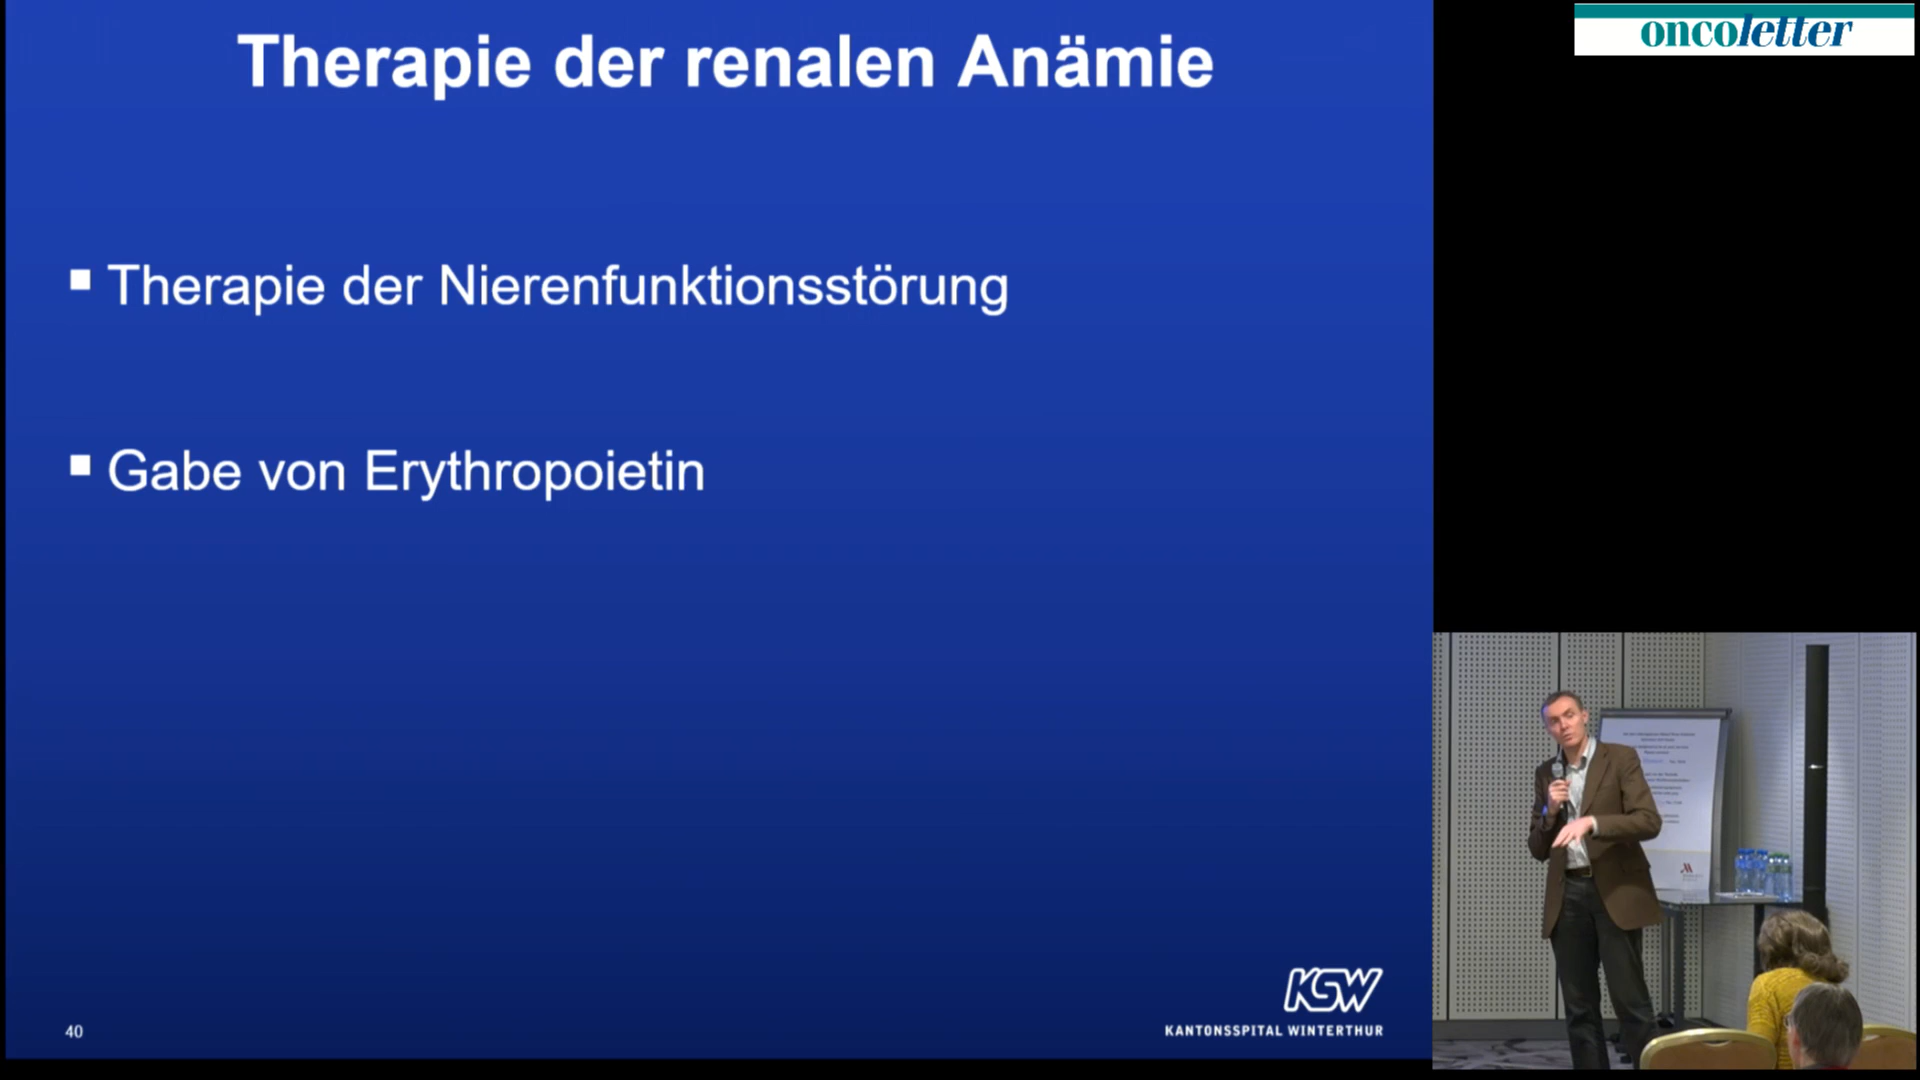 Therapie der renalen Anämie
oncoletter
Therapie der Nierenfunktionsstörung
Gabe von Erythropoietin
KSW
KANTONSSPITAL WINTERTHUR
40